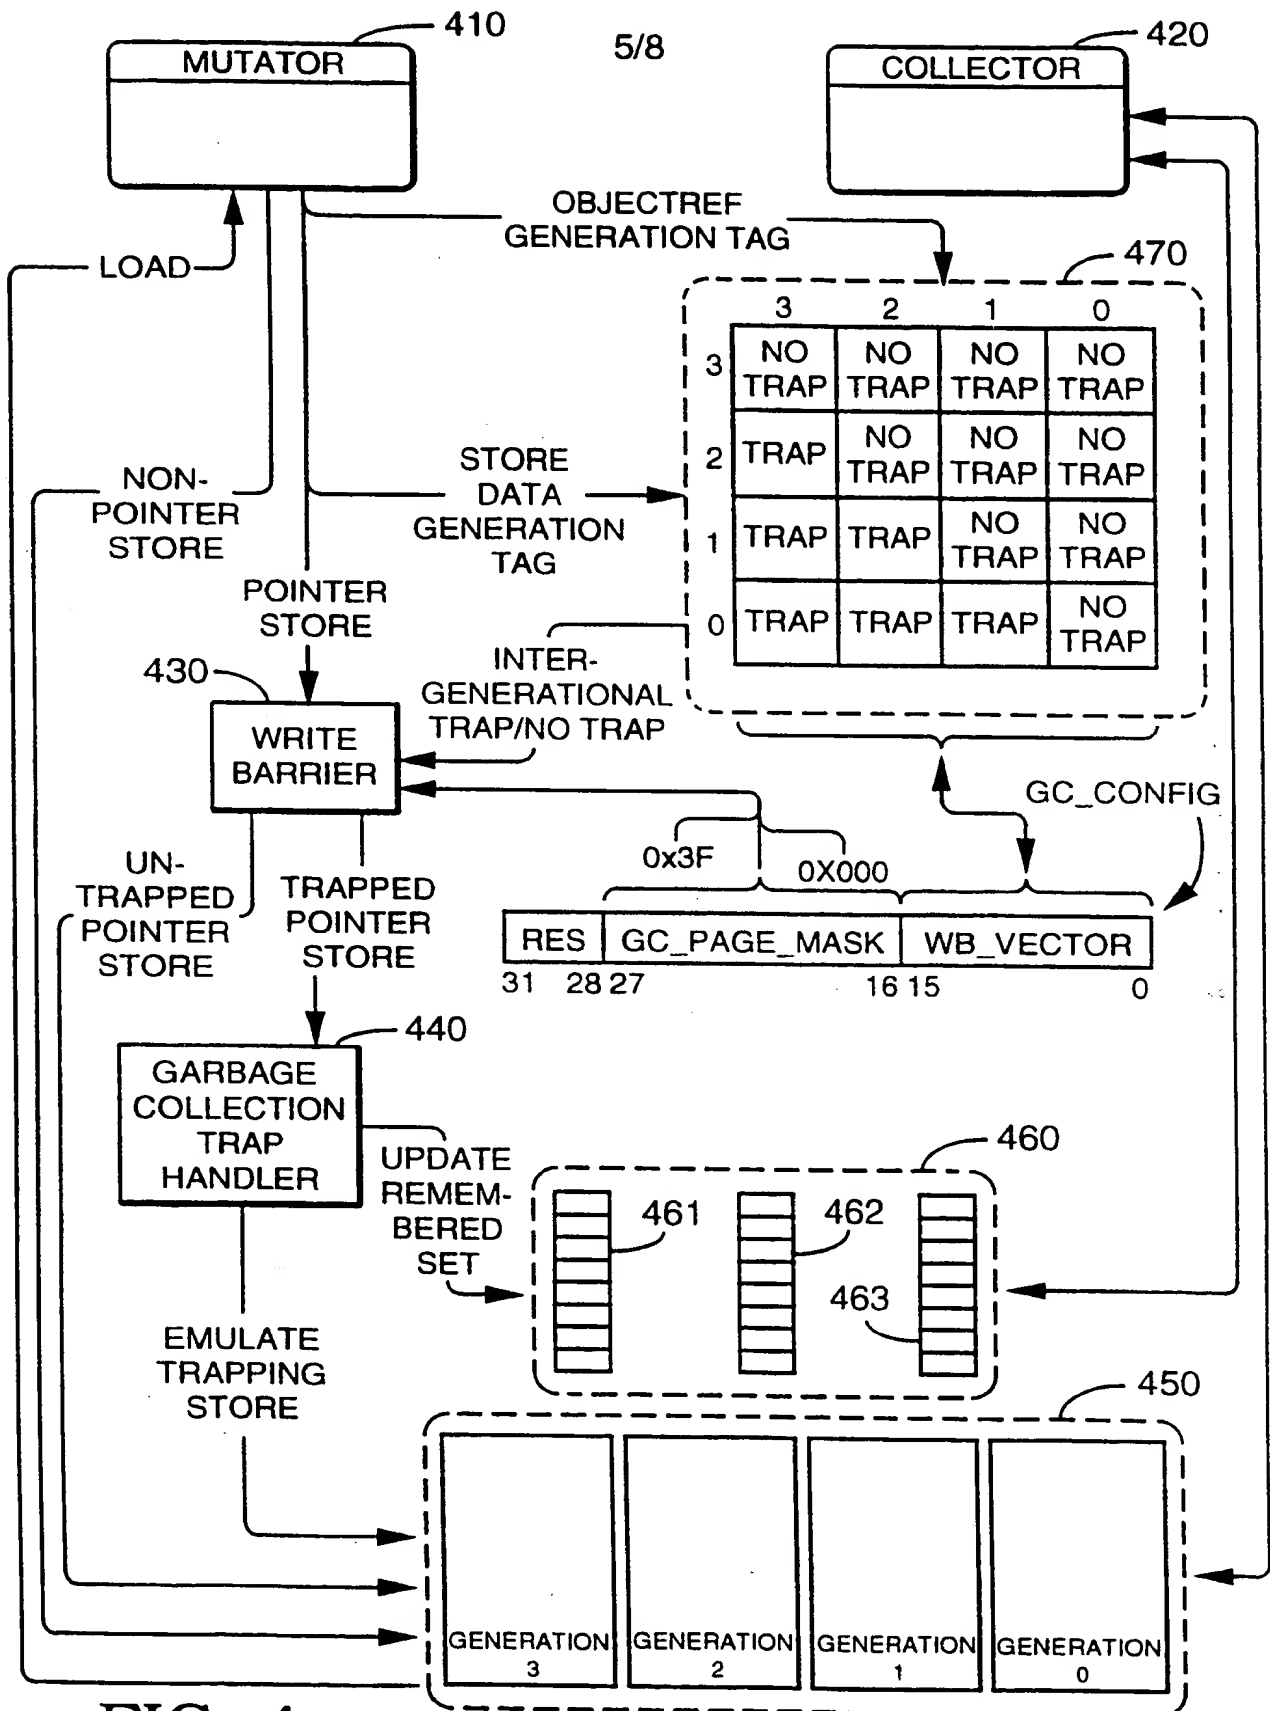 410
5/8
420
MUTATOR
COLLECTOR
OBJECTREF
GENERATION TAG
LOAD
470
3 2 1 0
3 NO TRAP NO TRAP NO TRAP NO TRAP
2 TRAP NO TRAP NO TRAP NO TRAP
1 TRAP TRAP NO TRAP NO TRAP
0 TRAP TRAP TRAP NO TRAP
STORE
DATA
GENERATION
TAG
NON-
POINTER
STORE
POINTER
STORE
INTER-
GENERATIONAL
TRAP/NO TRAP
430
WRITE
BARRIER
GC_CONFIG
0x3F
0X000
UN-
TRAPPED
POINTER
STORE
TRAPPED
POINTER
STORE
RES GC_PAGE_MASK WB_VECTOR
31 28 27 16 15 0
440
GARBAGE
COLLECTION
TRAP
HANDLER
UPDATE
REMEM-
BERED
SET
460
461
462
463
EMULATE
TRAPPING
STORE
450
GENERATION
3
GENERATION
2
GENERATION
1
GENERATION
0